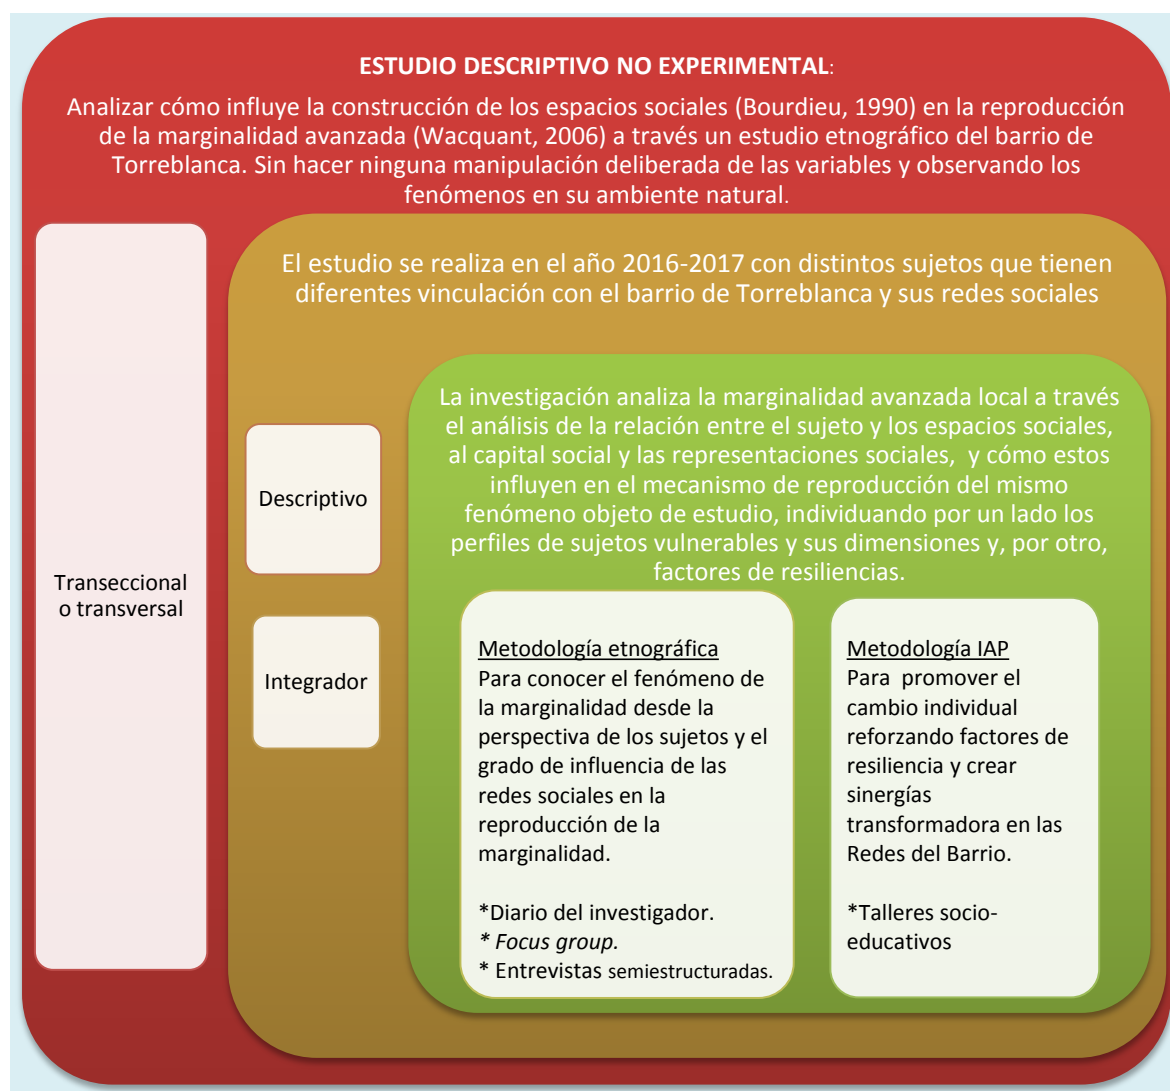 ESTUDIO DESCRIPTIVO NO EXPERIMENTAL:
Analizar cómo influye la construcción de los espacios sociales (Bourdieu, 1990) en la reproducción
de la marginalidad avanzada (Wacquant, 2006) a través un estudio etnográfico del barrio de
Torreblanca. Sin hacer ninguna manipulación deliberada de las variables y observando los
fenómenos en su ambiente natural.
Transeccional
o transversal
El estudio se realiza en el año 2016-2017 con distintos sujetos que tienen
diferentes vinculación con el barrio de Torreblanca y sus redes sociales
Descriptivo
Integrador
La investigación analiza la marginalidad avanzada local a través
el análisis de la relación entre el sujeto y los espacios sociales,
al capital social y las representaciones sociales, y cómo estos
influyen en el mecanismo de reproducción del mismo
fenómeno objeto de estudio, individuando por un lado los
perfiles de sujetos vulnerables y sus dimensiones y, por otro,
factores de resiliencias.
Metodología etnográfica
Para conocer el fenómeno de
la marginalidad desde la
perspectiva de los sujetos y el
grado de influencia de las
redes sociales en la
reproducción de la
marginalidad.
*Diario del investigador.
* Focus group.
* Entrevistas semiestructuradas.
Metodología IAP
Para promover el
cambio individual
reforzando factores de
resiliencia y crear
sinergías
transformadora en las
Redes del Barrio.
*Talleres socio-
educativos